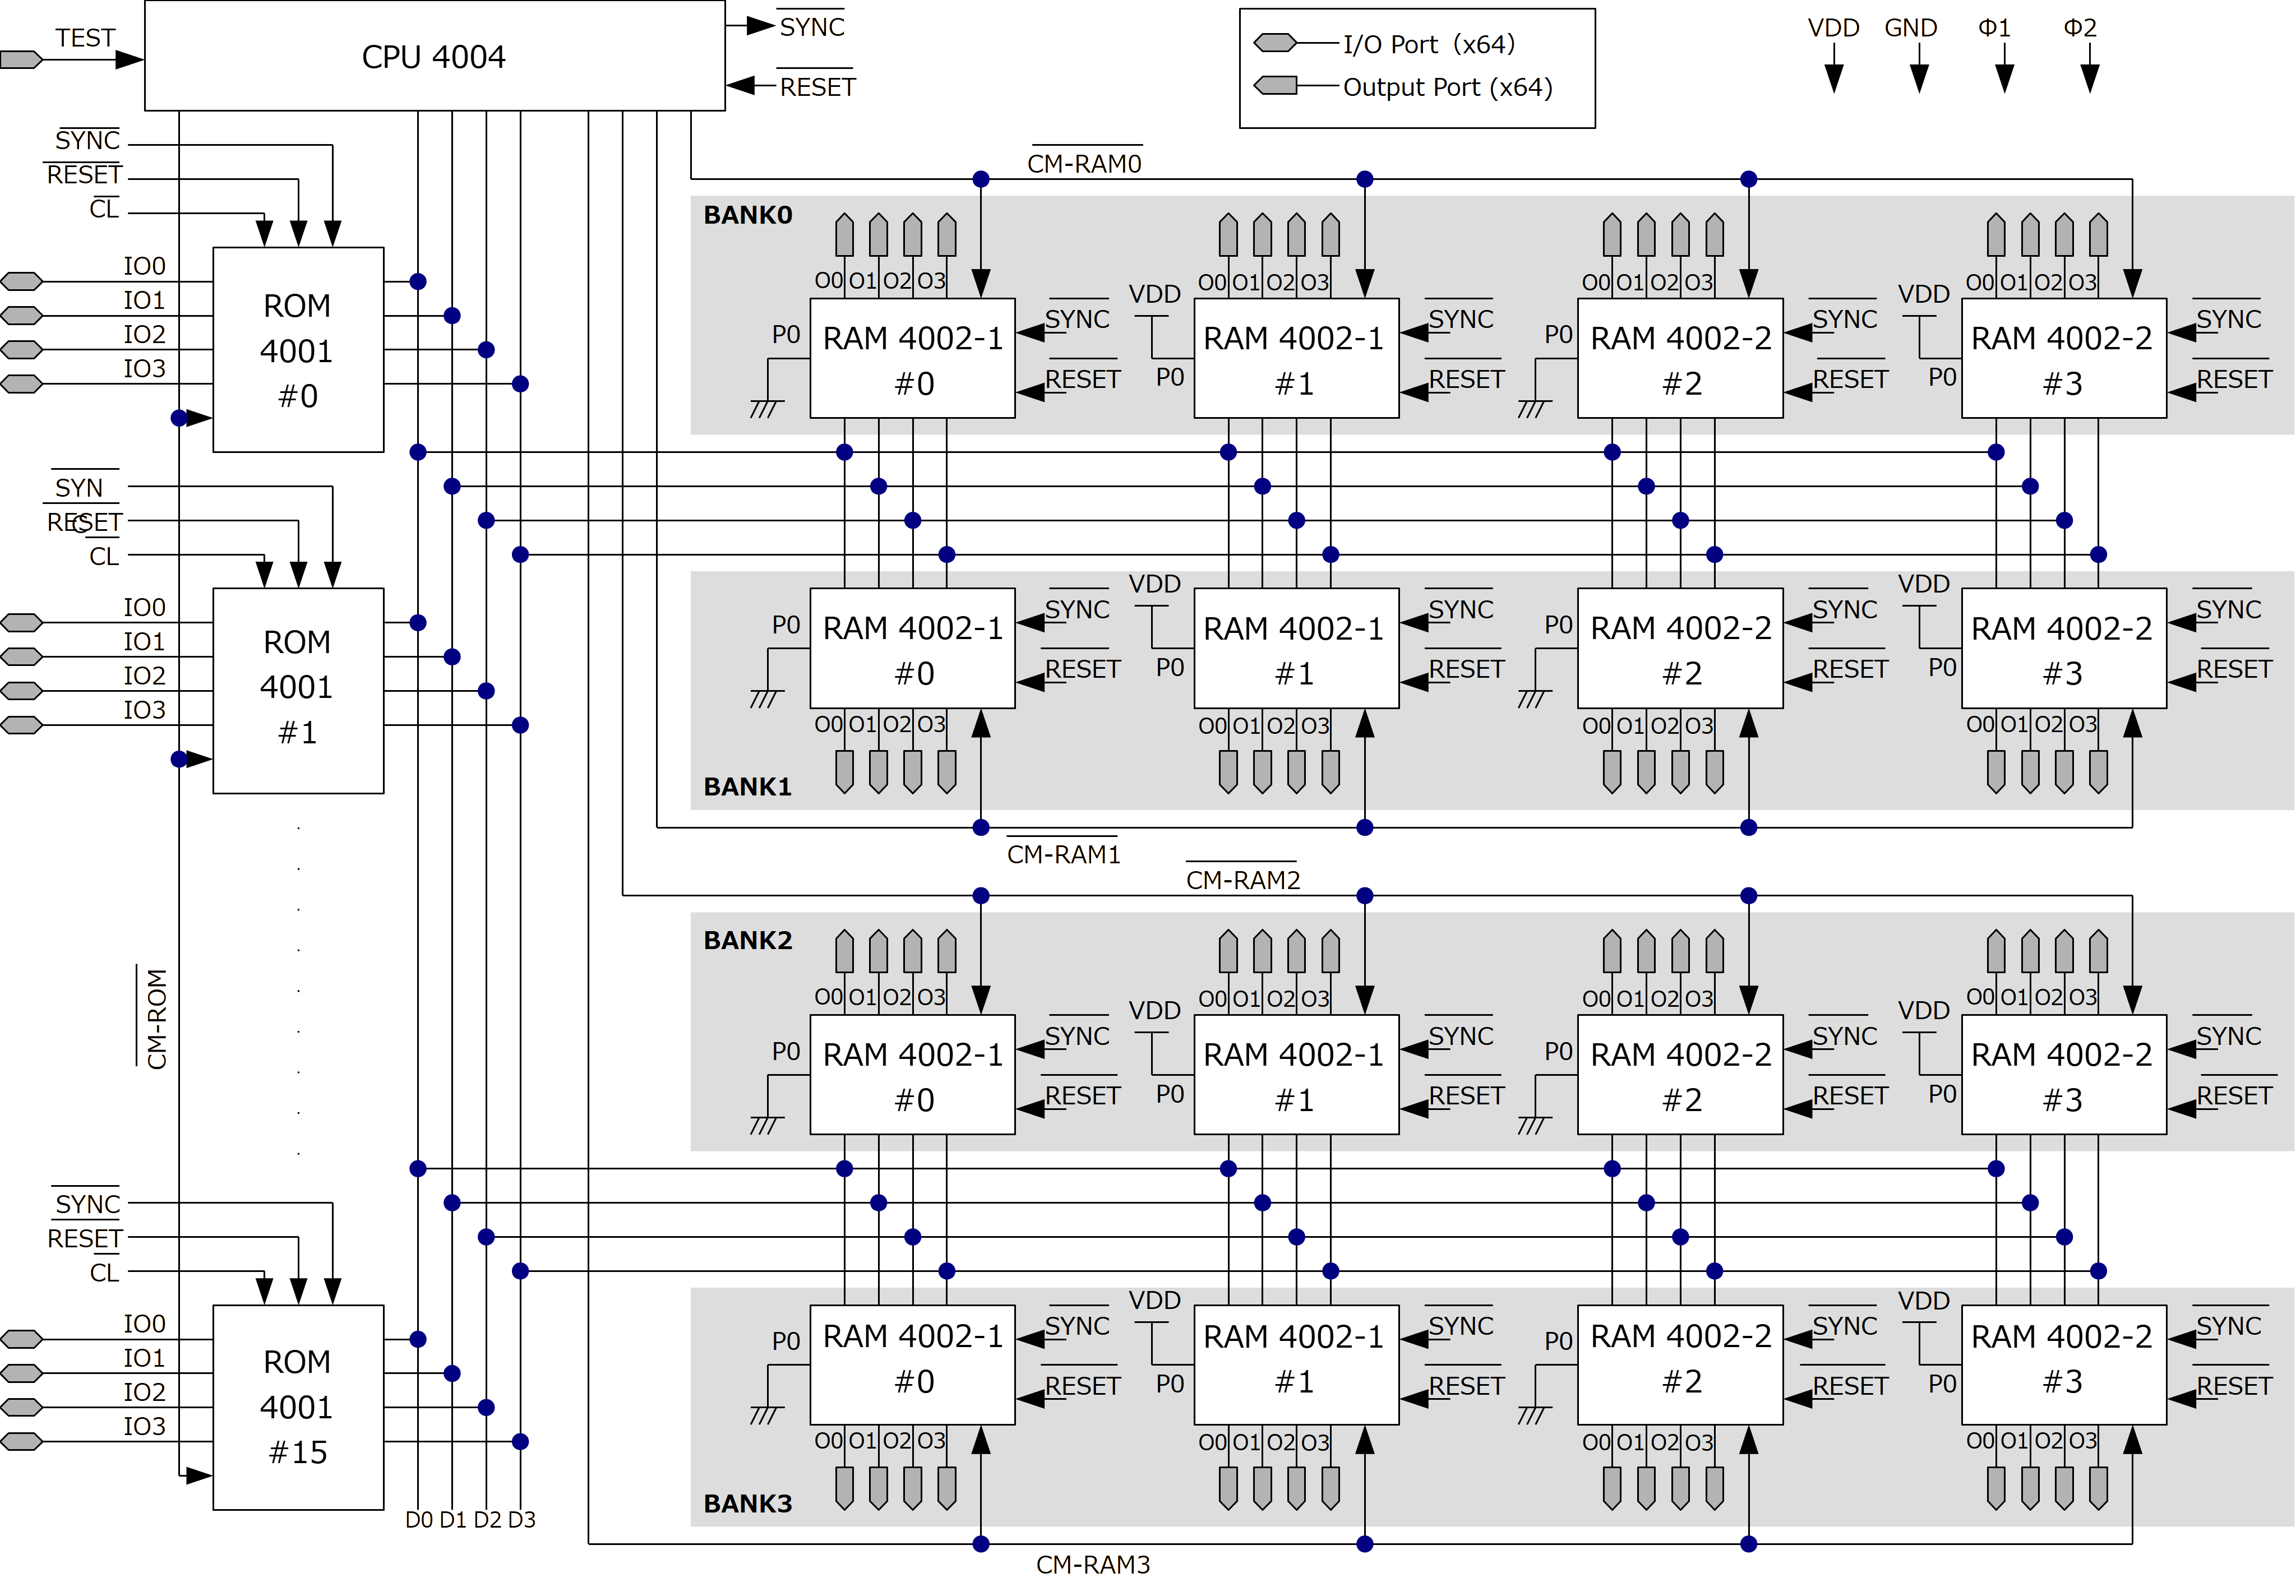 TEST
CPU 4004
SYNC
RESET
I/O Port (x64)
Output Port (x64)
VDD GND Φ1 Φ2
SYNC
RESET
CL
IO0
IO1
IO2
IO3
ROM
4001
#0
CM-RAM0
BANK0
O0 O1 O2 O3
P0
RAM 4002-1
#0
SYNC
RESET
O0 O1 O2 O3
VDD
P0
RAM 4002-1
#1
SYNC
RESET
O0 O1 O2 O3
P0
RAM 4002-2
#2
SYNC
RESET
O0 O1 O2 O3
VDD
P0
RAM 4002-2
#3
SYNC
RESET
SYN
C
RESET
CL
IO0
IO1
IO2
IO3
ROM
4001
#1
P0
RAM 4002-1
#0
SYNC
RESET
O0 O1 O2 O3
VDD
P0
RAM 4002-1
#1
SYNC
RESET
O0 O1 O2 O3
P0
RAM 4002-2
#2
SYNC
RESET
O0 O1 O2 O3
VDD
P0
RAM 4002-2
#3
SYNC
RESET
O0 O1 O2 O3
BANK1
CM-RAM1
CM-RAM2
CM-ROM
BANK2
O0 O1 O2 O3
P0
RAM 4002-1
#0
SYNC
RESET
O0 O1 O2 O3
VDD
P0
RAM 4002-1
#1
SYNC
RESET
O0 O1 O2 O3
P0
RAM 4002-2
#2
SYNC
RESET
O0 O1 O2 O3
VDD
P0
RAM 4002-2
#3
SYNC
RESET
SYNC
RESET
CL
IO0
IO1
IO2
IO3
ROM
4001
#15
D0 D1 D2 D3
P0
RAM 4002-1
#0
SYNC
RESET
O0 O1 O2 O3
VDD
P0
RAM 4002-1
#1
SYNC
RESET
O0 O1 O2 O3
P0
RAM 4002-2
#2
SYNC
RESET
O0 O1 O2 O3
VDD
P0
RAM 4002-2
#3
SYNC
RESET
O0 O1 O2 O3
BANK3
CM-RAM3